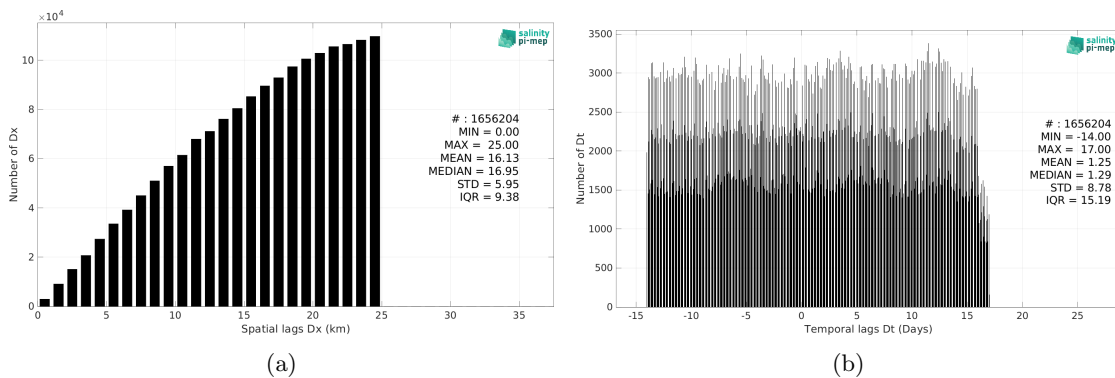 ×10⁴
10
8
6
4
2
0
Number of Dx
0 5 10 15 20 25 30 35
Spatial lags Dx (km)
salinity
pi-mep
# : 1656204
MIN = 0.00
MAX = 25.00
MEAN = 16.13
MEDIAN = 16.95
STD = 5.95
IQR = 9.38
(a)
3500
3000
2500
2000
1500
1000
500
0
Number of Dt
-15 -10 -5 0 5 10 15 20 25
Temporal lags Dt (Days)
salinity
pi-mep
# : 1656204
MIN = -14.00
MAX = 17.00
MEAN = 1.25
MEDIAN = 1.29
STD = 8.78
IQR = 15.19
(b)